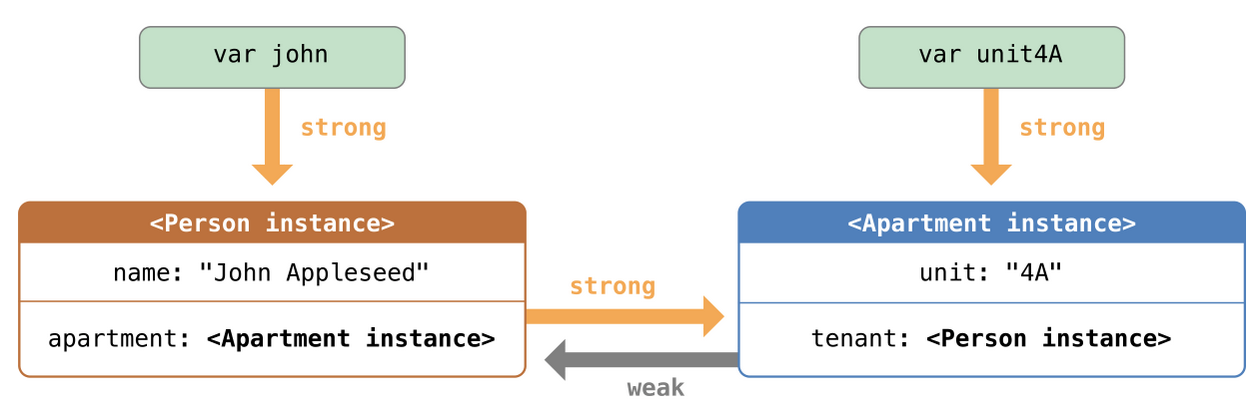 var john
var unit4A
strong
strong
<Person instance>
<Apartment instance>
name: "John Appleseed"
unit: "4A"
strong
apartment: <Apartment instance>
tenant: <Person instance>
weak